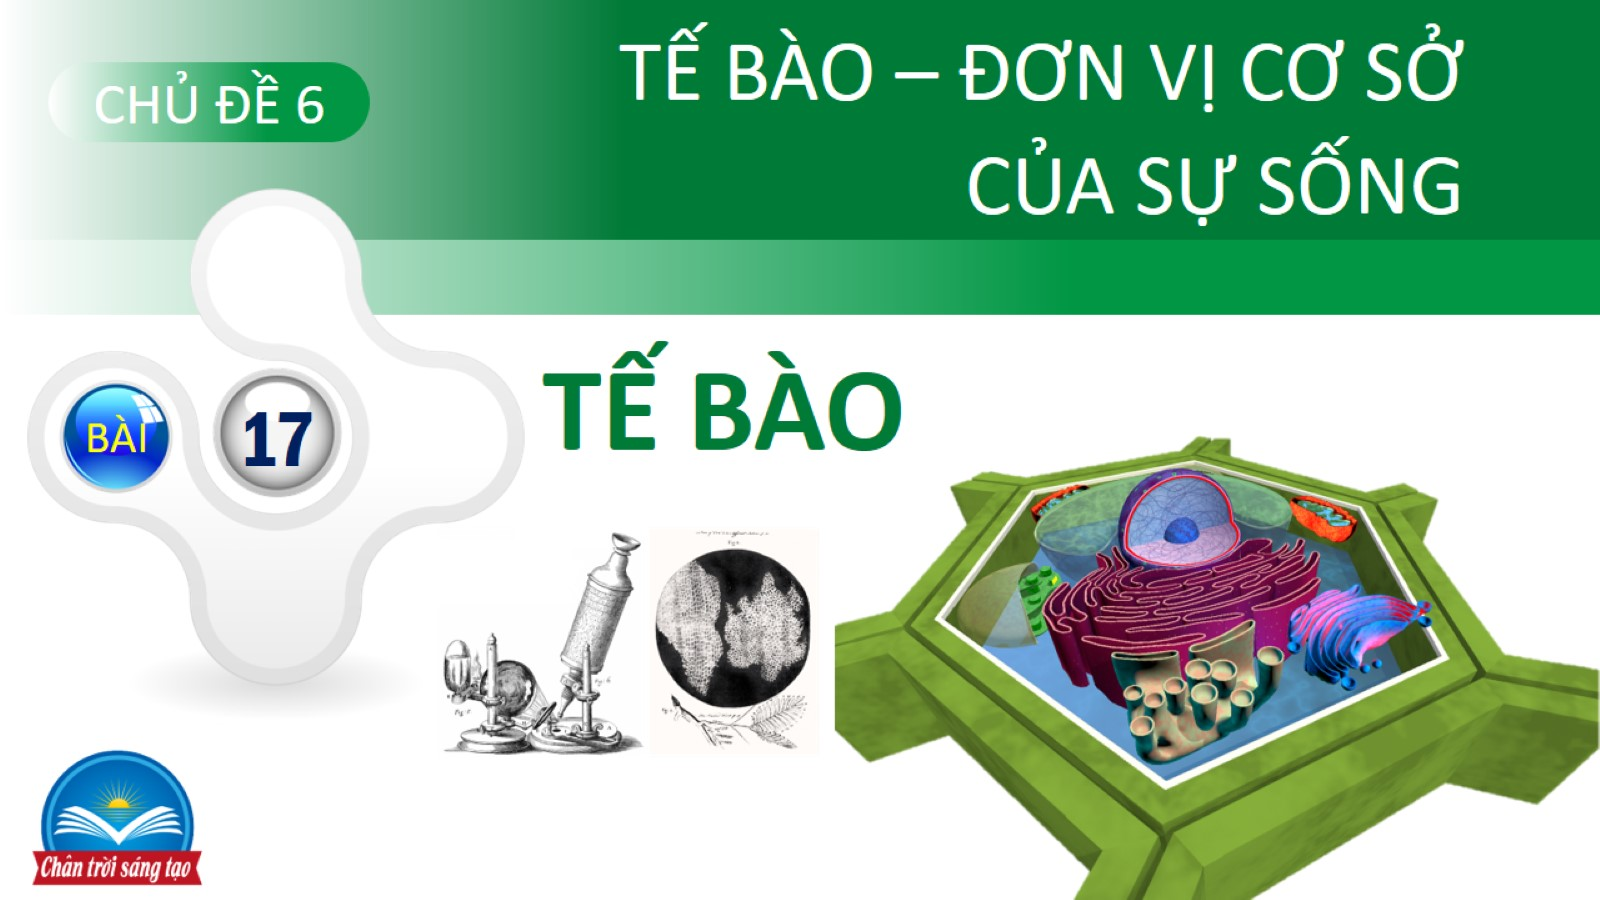 CHỦ ĐỀ 6
TẾ BÀO – ĐƠN VỊ CƠ SỞ
CỦA SỰ SỐNG
BÀI
17
TẾ BÀO
Chân trời sáng tạo